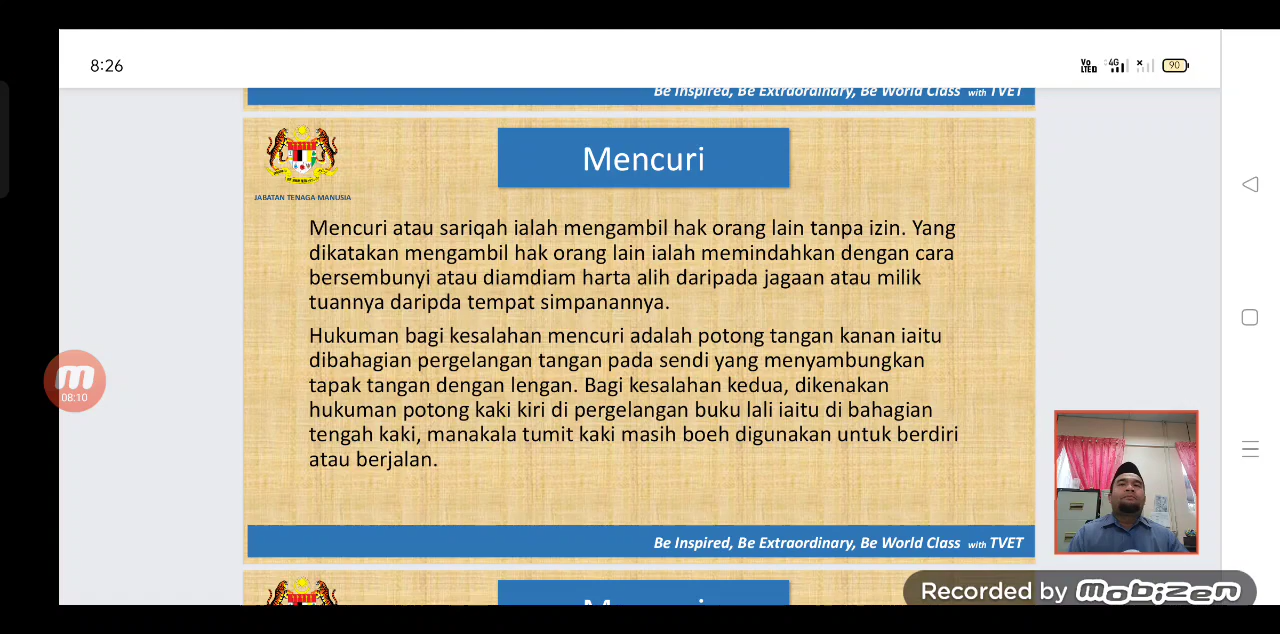 8:26
Vo LTED 4G 90
Be Inspired, Be Extraordinary, Be World Class with TVET
Mencuri
JABATAN TENAGA MANUSIA
Mencuri atau sariqah ialah mengambil hak orang lain tanpa izin. Yang
dikatakan mengambil hak orang lain ialah memindahkan dengan cara
bersembunyi atau diamdiam harta alih daripada jagaan atau milik
tuannya daripda tempat simpanannya.
Hukuman bagi kesalahan mencuri adalah potong tangan kanan iaitu
dibahagian pergelangan tangan pada sendi yang menyambungkan
tapak tangan dengan lengan. Bagi kesalahan kedua, dikenakan
hukuman potong kaki kiri di pergelangan buku lali iaitu di bahagian
tengah kaki, manakala tumit kaki masih boeh digunakan untuk berdiri
atau berjalan.
08:10
Be Inspired, Be Extraordinary, Be World Class with TVET
Mencuri
Recorded by mobizen